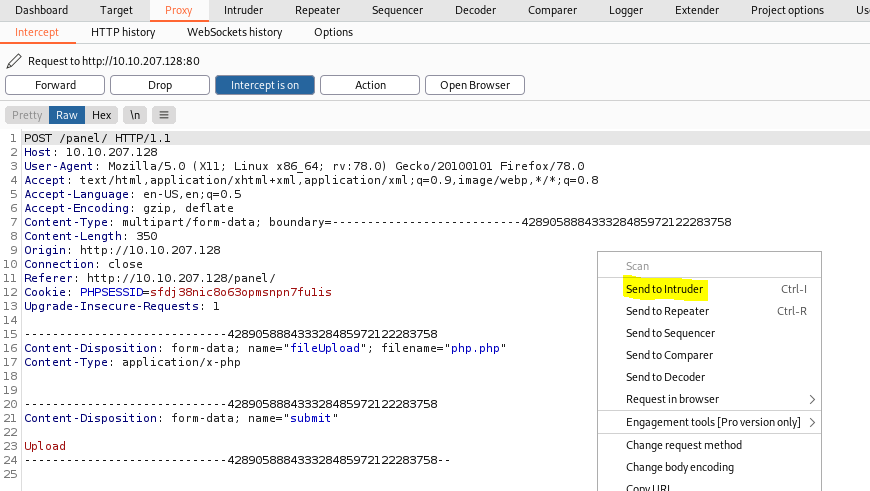 Dashboard Target Proxy Intruder Repeater Sequencer Decoder Comparer Logger Extender Project options
Intercept HTTP history WebSockets history Options
Request to http://10.10.207.128:80
Forward Drop Intercept is on Action Open Browser
Pretty Raw Hex \n
1 POST /panel/ HTTP/1.1
2 Host: 10.10.207.128
3 User-Agent: Mozilla/5.0 (X11; Linux x86_64; rv:78.0) Gecko/20100101 Firefox/78.0
4 Accept: text/html,application/xhtml+xml,application/xml;q=0.9,image/webp,*/*;q=0.8
5 Accept-Language: en-US,en;q=0.5
6 Accept-Encoding: gzip, deflate
7 Content-Type: multipart/form-data; boundary=---------------------------42890588843332848597212228​3758
8 Content-Length: 350
9 Origin: http://10.10.207.128
10 Connection: close
11 Referer: http://10.10.207.128/panel/
12 Cookie: PHPSESSID=sfdj38nic8o63opmsnpn7fu1is
13 Upgrade-Insecure-Requests: 1
14
15 -----------------------------428905888433328485972122283758
16 Content-Disposition: form-data; name="fileUpload"; filename="php.php"
17 Content-Type: application/x-php
18
19
20 -----------------------------428905888433328485972122283758
21 Content-Disposition: form-data; name="submit"
22
23 Upload
24 -----------------------------428905888433328485972122283758--
25
Scan
Send to Intruder Ctrl-I
Send to Repeater Ctrl-R
Send to Sequencer
Send to Comparer
Send to Decoder
Request in browser
Engagement tools [Pro version only]
Change request method
Change body encoding
Copy URL